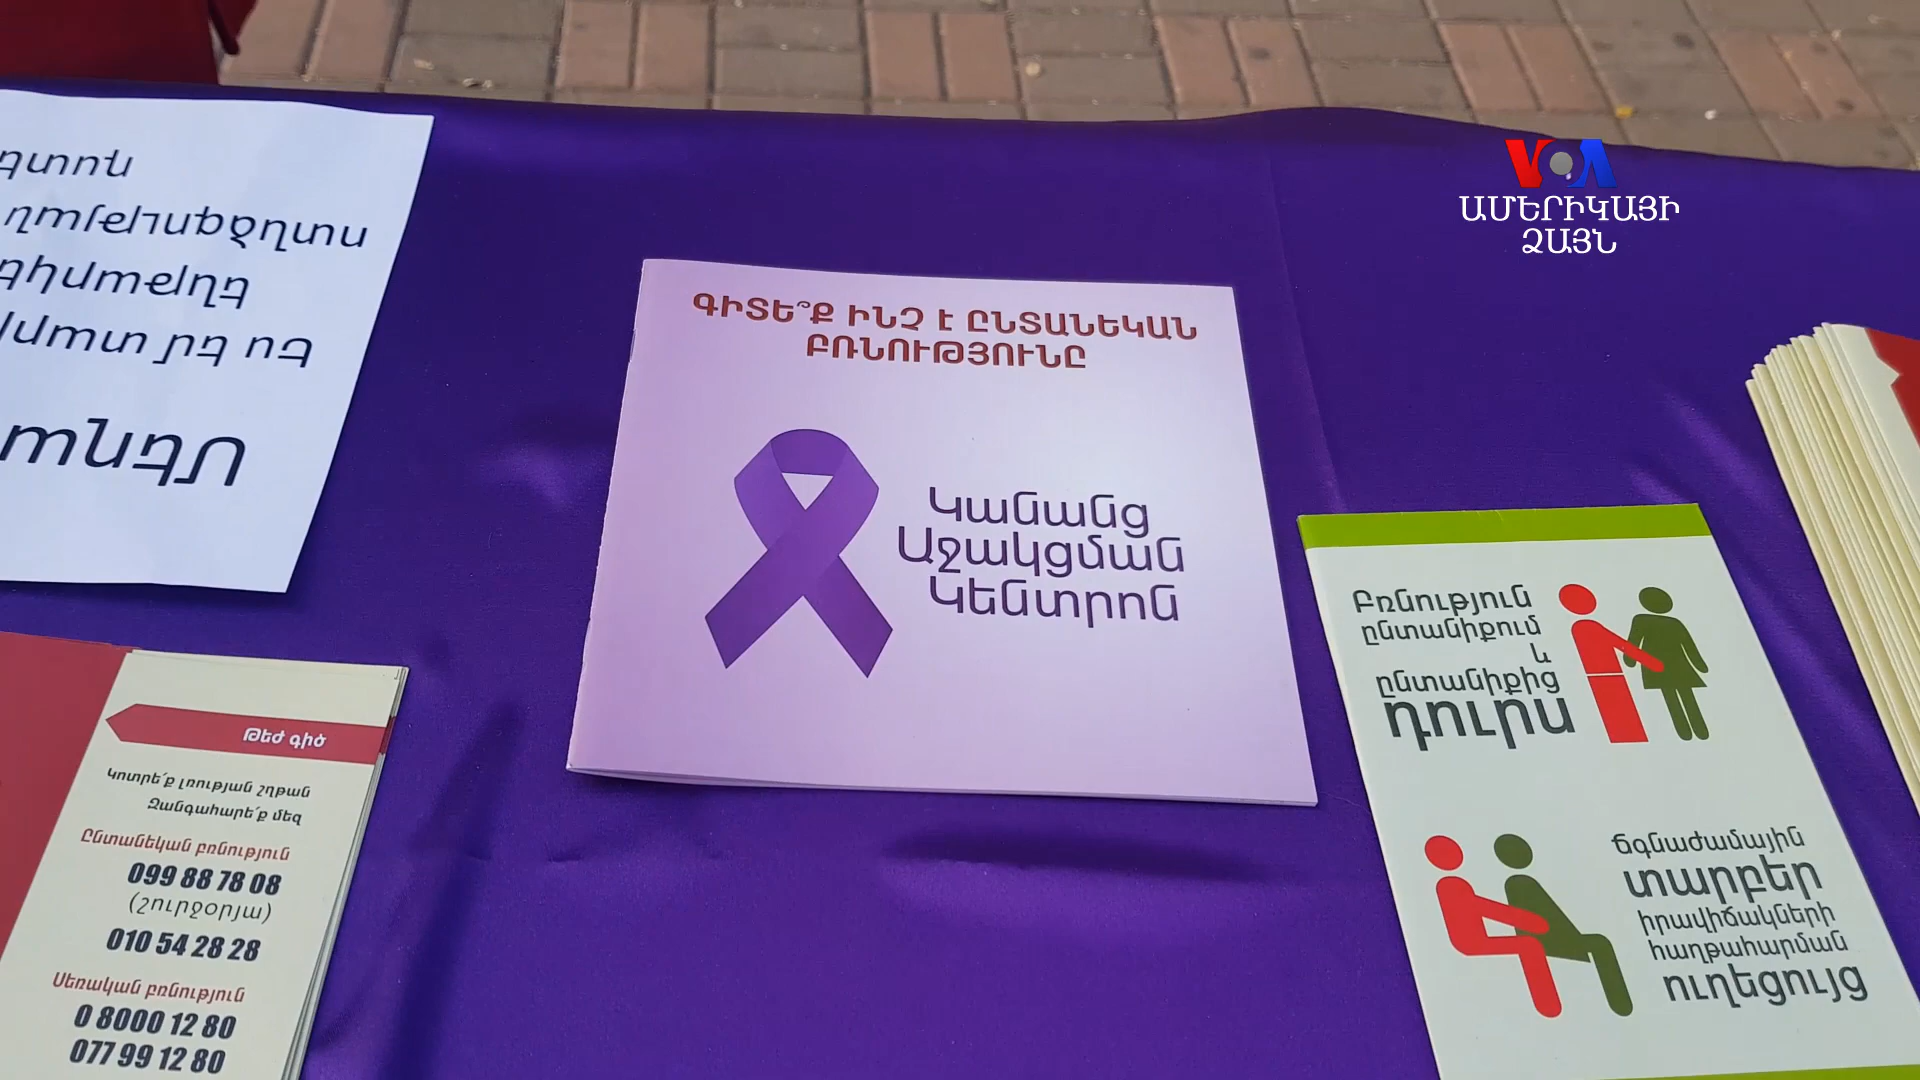 VOA
ԱՄԵՐԻԿԱՅԻ
ՁԱՅՆ
ԳԻՏԵ՞Ք ԻՆՉ Է ԸՆՏԱՆԵԿԱՆ
ԲՌՆՈՒԹՅՈՒՆԸ
Կանանց
Աջակցման
Կենտրոն
Բռնություն
ընտանիքում
և
ընտանիքից
դուրս
Ճգնաժամային
տարբեր
իրավիճակների
հաղթահարման
ուղեցույց
Թեժ գիծ
Կոտրե՛ք լռության շղթան
Զանգահարե՛ք մեզ
Ընտանեկան բռնություն
099 88 78 08
(շուրջօրյա)
010 54 28 28
Սեռական բռնություն
0 8000 12 80
077 99 12 80